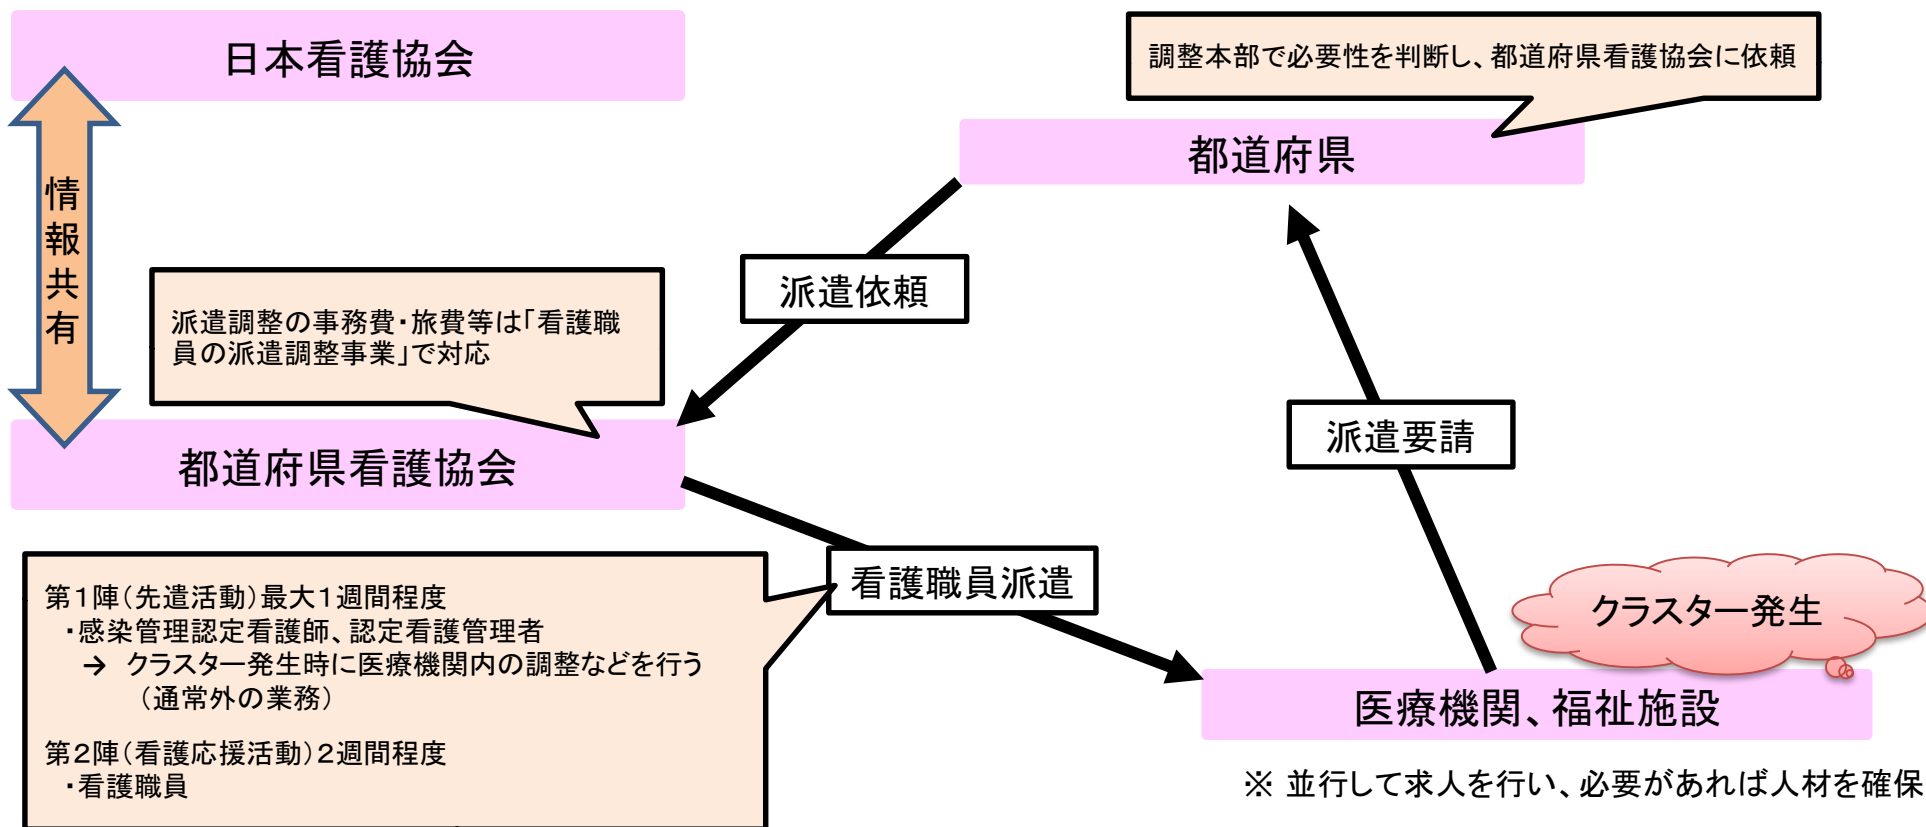 日本看護協会
調整本部で必要性を判断し、都道府県看護協会に依頼
都道府県
情報共有
派遣依頼
派遣調整の事務費・旅費等は「看護職
員の派遣調整事業」で対応
派遣要請
都道府県看護協会
看護職員派遣
第１陣（先遣活動）最大１週間程度
・感染管理認定看護師、認定看護管理者
→ クラスター発生時に医療機関内の調整などを行う
（通常外の業務）
第２陣（看護応援活動）２週間程度
・看護職員
クラスター発生
医療機関、福祉施設
※ 並行して求人を行い、必要があれば人材を確保